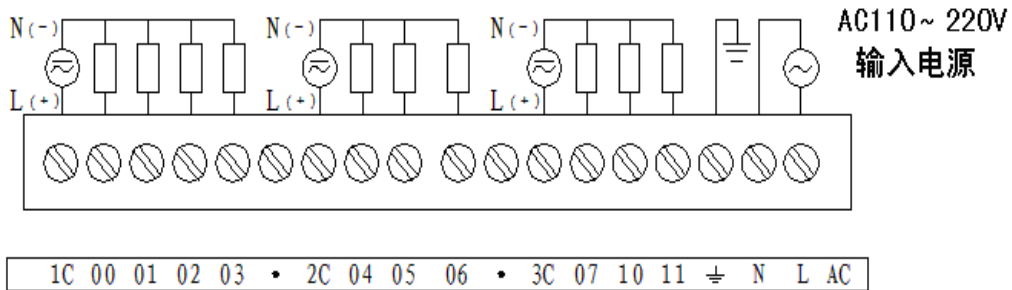 N(-) N(-) N(-) AC110~220V
输入电源
L(+) L(+) L(+)
1C 00 01 02 03 • 2C 04 05 06 • 3C 07 10 11 ⏚ N L AC